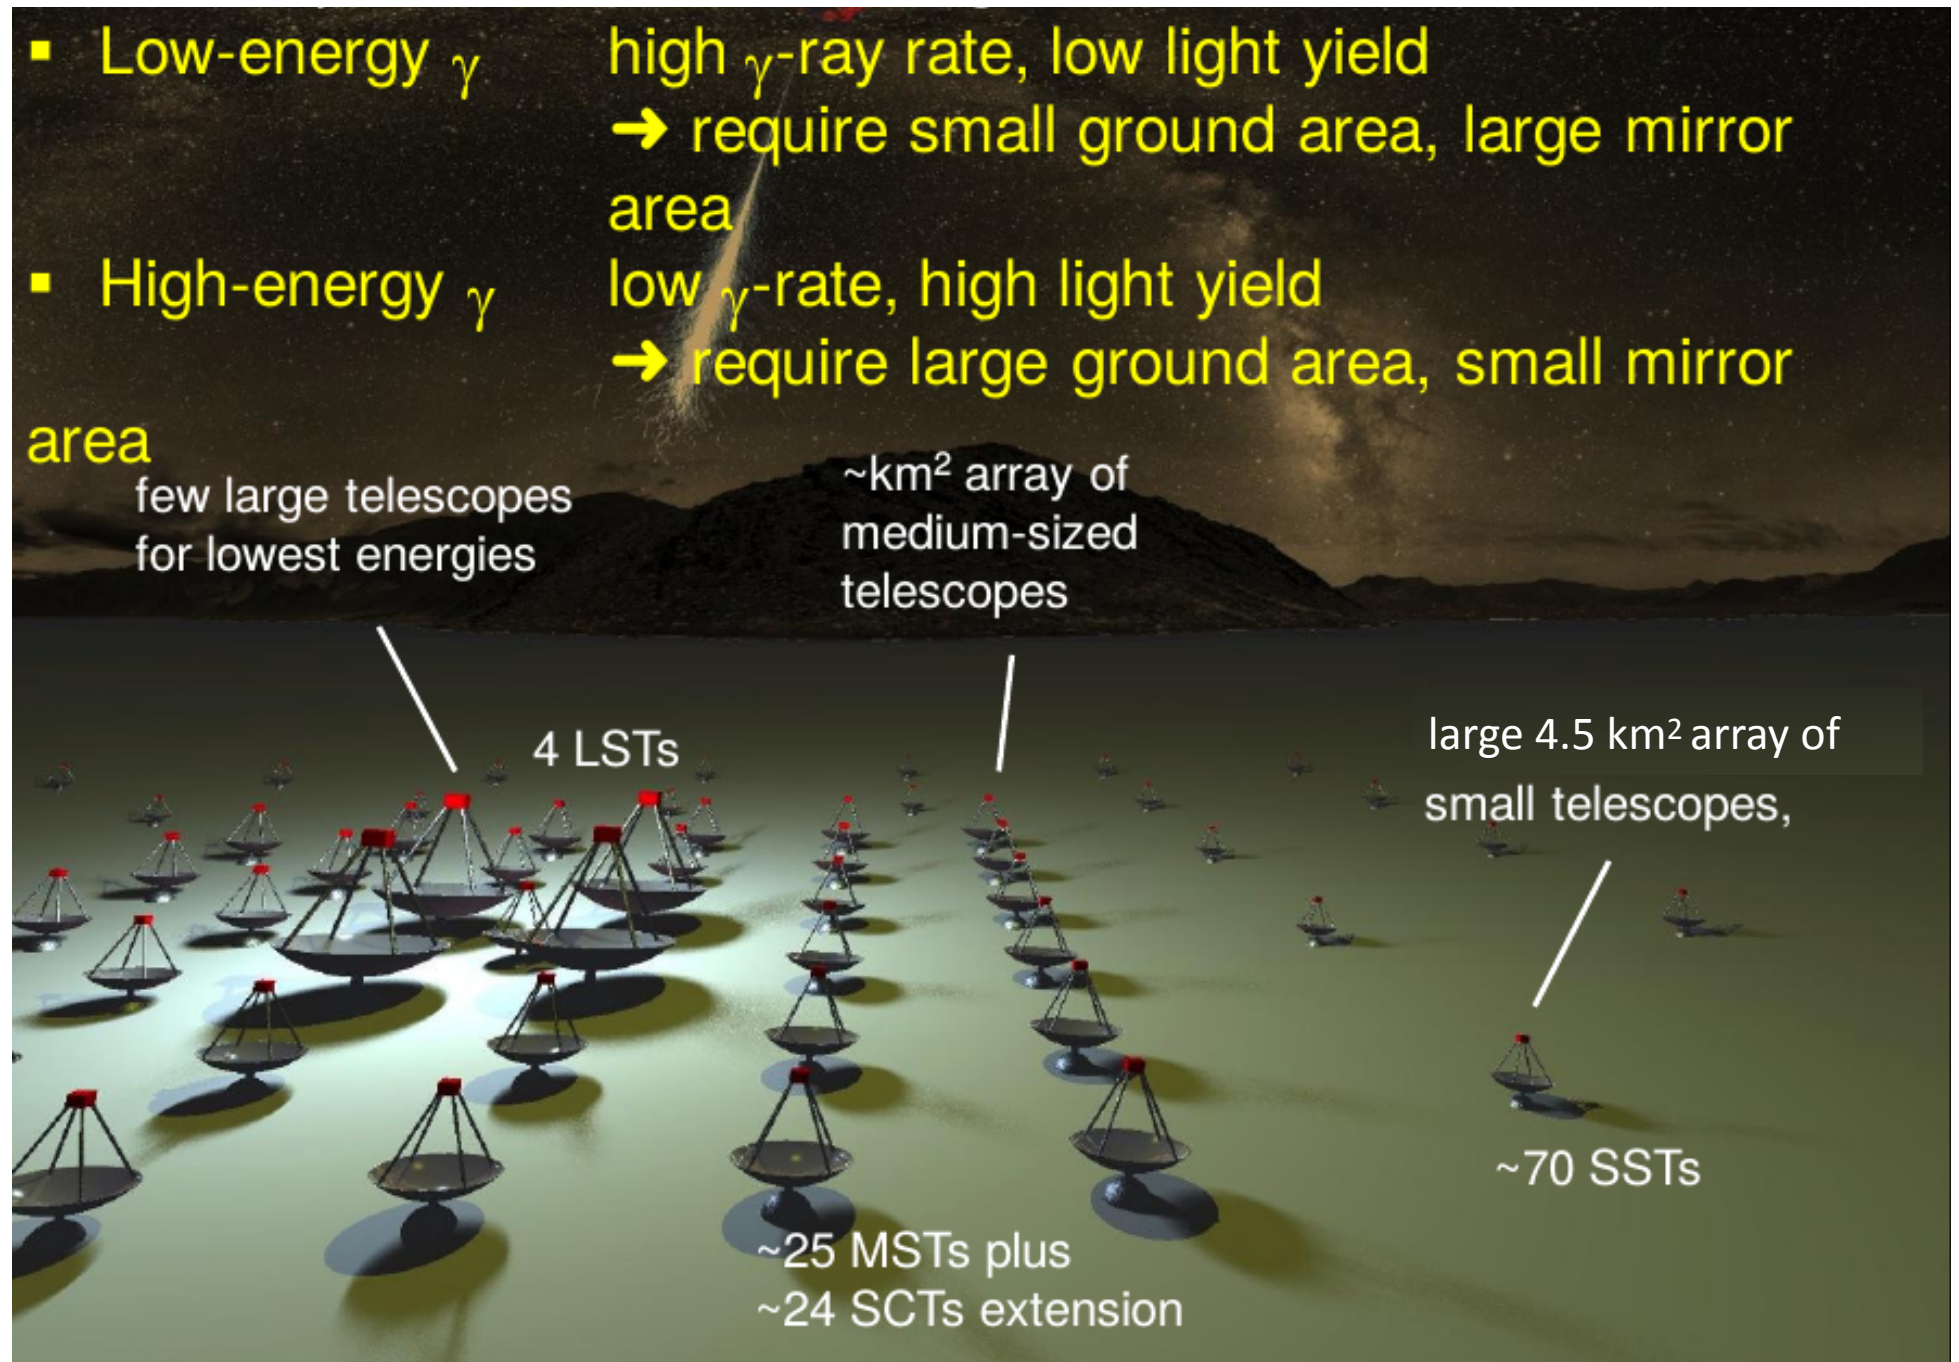 ▪ Low-energy γ high γ-ray rate, low light yield
➔ require small ground area, large mirror
area
▪ High-energy γ low γ-rate, high light yield
➔ require large ground area, small mirror
area
few large telescopes
for lowest energies
~km² array of
medium-sized
telescopes
4 LSTs
large 4.5 km² array of
small telescopes,
~70 SSTs
~25 MSTs plus
~24 SCTs extension